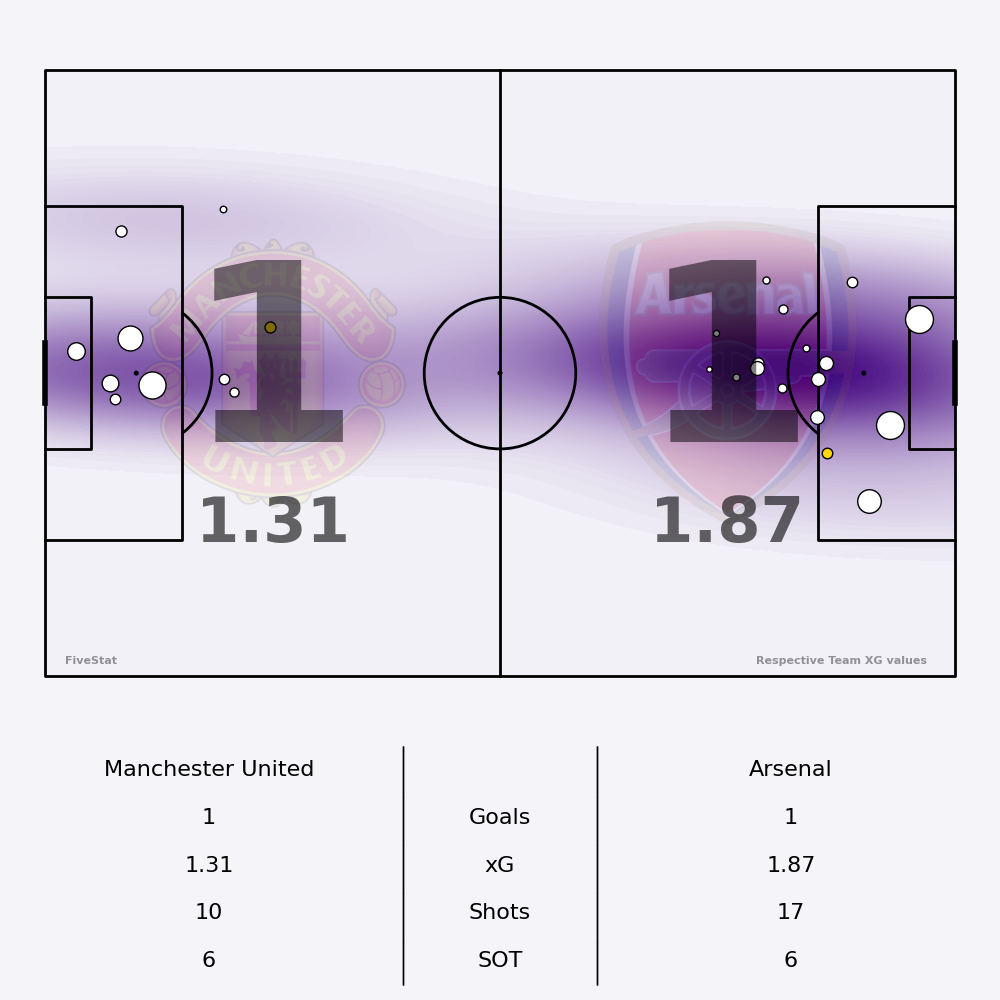 MANCHESTER
1
UNITED
1.31
Arsenal
1
1.87
FiveStat
Respective Team XG values
Manchester United
Arsenal
1
Goals
1
1.31
xG
1.87
10
Shots
17
6
SOT
6